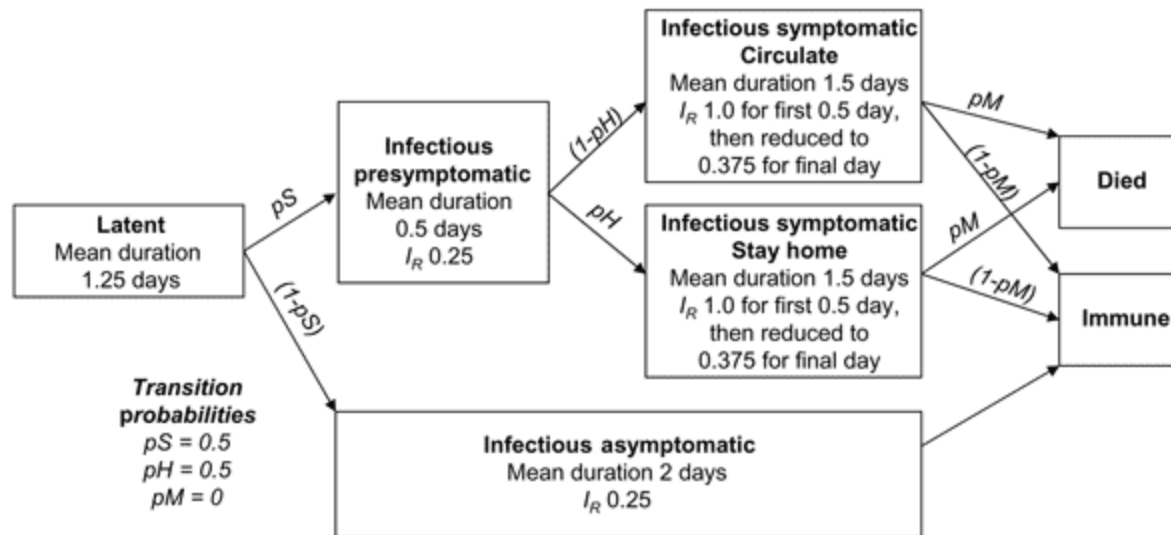 Latent
Mean duration
1.25 days
pS
(1-pS)
Infectious
presymptomatic
Mean duration
0.5 days
I_R 0.25
(1-pH)
pH
Infectious symptomatic
Circulate
Mean duration 1.5 days
I_R 1.0 for first 0.5 day,
then reduced to
0.375 for final day
Infectious symptomatic
Stay home
Mean duration 1.5 days
I_R 1.0 for first 0.5 day,
then reduced to
0.375 for final day
pM
(1-pM)
pM
(1-pM)
Died
Immune
Infectious asymptomatic
Mean duration 2 days
I_R 0.25
Transition
probabilities
pS = 0.5
pH = 0.5
pM = 0